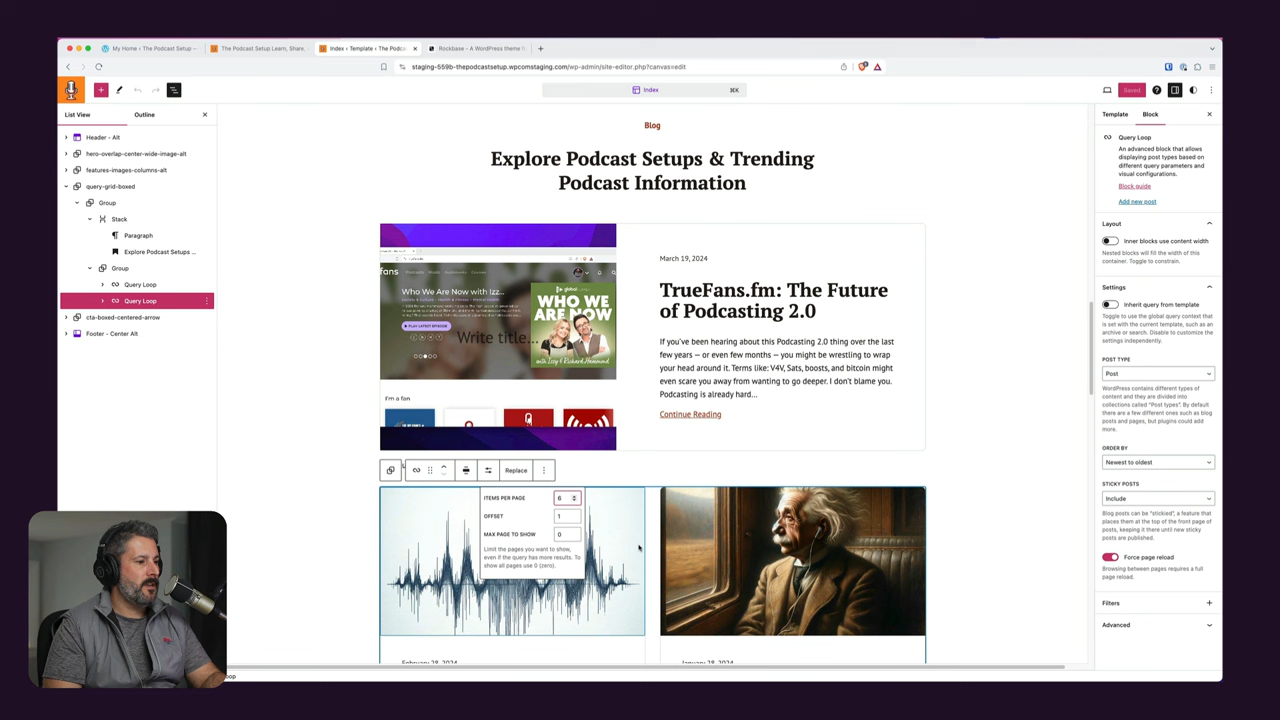 My Home ‹ The Podcast Setup —
The Podcast Setup Learn, Share,
Index ‹ Template ‹ The Podca
Rockbase - A WordPress theme
staging-559b-thepodcastsetup.wpcomstaging.com/wp-admin/site-editor.php?canvas=edit
Index
⌘K
Saved
List View
Outline
Header - Alt
hero-overlap-center-wide-image-alt
features-images-columns-alt
query-grid-boxed
Group
Stack
Paragraph
Explore Podcast Setups ...
Group
Query Loop
Query Loop
cta-boxed-centered-arrow
Footer - Center Alt
Blog
Explore Podcast Setups & Trending
Podcast Information
fans
Who We Are Now with Izz...
PLAY LATEST EPISODE
global
WHO WE
ARE NOW
with Izzy & Richard Hammond
Write title...
I'm a fan
March 19, 2024
TrueFans.fm: The Future
of Podcasting 2.0
If you've been hearing about this Podcasting 2.0 thing over the last
few years – or even few months – you might be wrestling to wrap
your head around it. Terms like: V4V, Sats, boosts, and bitcoin might
even scare you away from wanting to go deeper. I don't blame you.
Podcasting is already hard...
Continue Reading
Replace
ITEMS PER PAGE
6
OFFSET
1
MAX PAGE TO SHOW
0
Limit the pages you want to show,
even if the query has more results. To
show all pages use 0 (zero).
February 28, 2024
January 28, 2024
Template
Block
Query Loop
An advanced block that allows
displaying post types based on
different query parameters and
visual configurations.
Block guide
Add new post
Layout
Inner blocks use content width
Nested blocks will fill the width of this
container. Toggle to constrain.
Settings
Inherit query from template
Toggle to use the global query context
that is set with the current template, such
as an archive or search. Disable to
customize the settings independently.
POST TYPE
Post
WordPress contains different types of
content and they are divided into
collections called "Post types". By default
there are a few different ones such as blog
posts and pages, but plugins could add
more.
ORDER BY
Newest to oldest
STICKY POSTS
Include
Blog posts can be "stickied", a feature that
places them at the top of the front page of
posts, keeping it there until new sticky
posts are published.
Force page reload
Browsing between pages requires a full
page reload.
Filters
Advanced